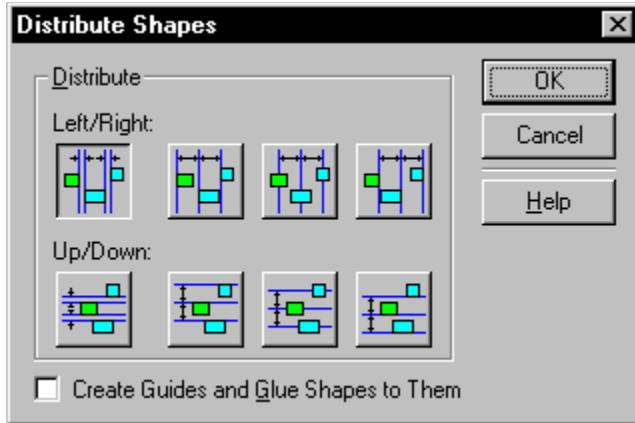 Distribute Shapes
Distribute
OK
Left/Right:
Cancel
Help
Up/Down:
Create Guides and Glue Shapes to Them